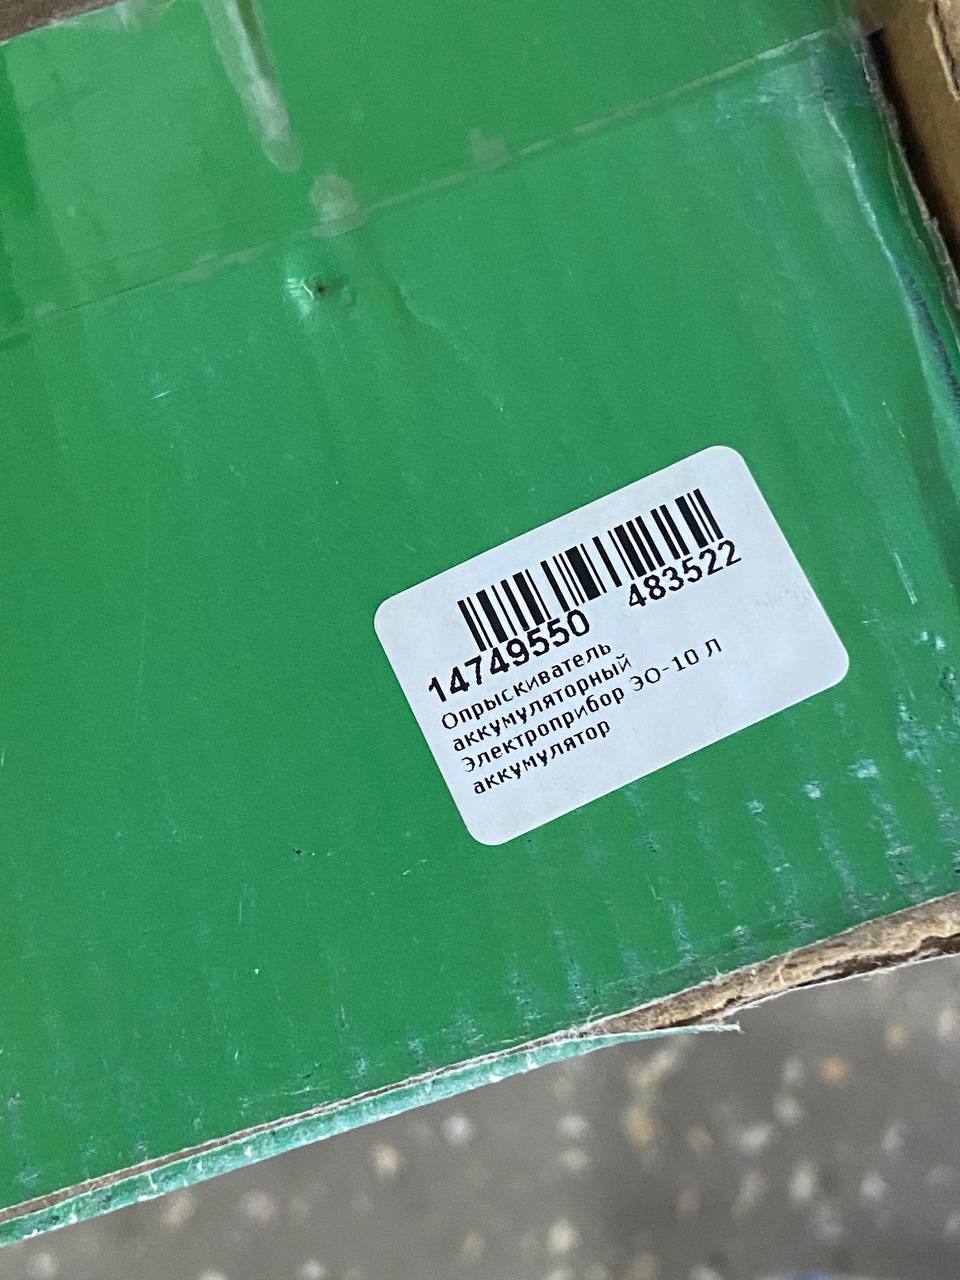 14749550 483522
Опрыскиватель
аккумуляторный
Электроприбор ЭО-10 Л
аккумулятор